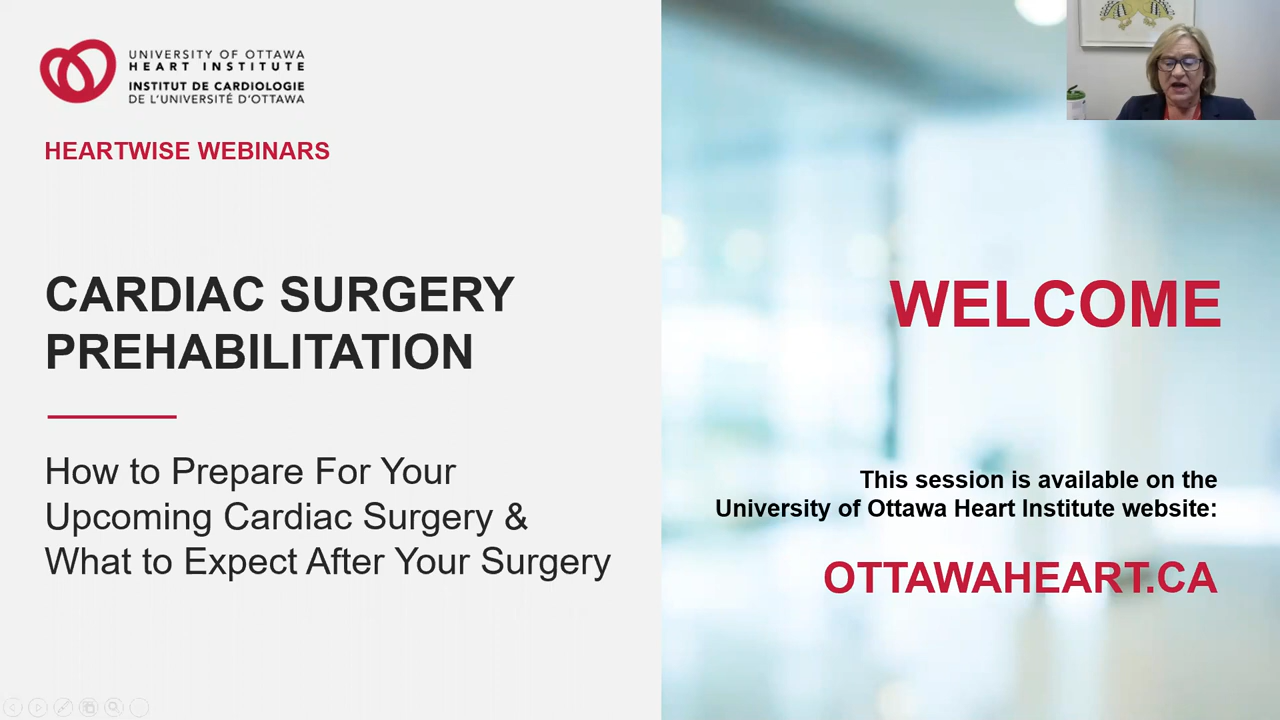 UNIVERSITY OF OTTAWA
HEART INSTITUTE
INSTITUT DE CARDIOLOGIE
DE L'UNIVERSITÉ D'OTTAWA
HEARTWISE WEBINARS
CARDIAC SURGERY
PREHABILITATION
How to Prepare For Your
Upcoming Cardiac Surgery &
What to Expect After Your Surgery
WELCOME
This session is available on the
University of Ottawa Heart Institute website:
OTTAWAHEART.CA